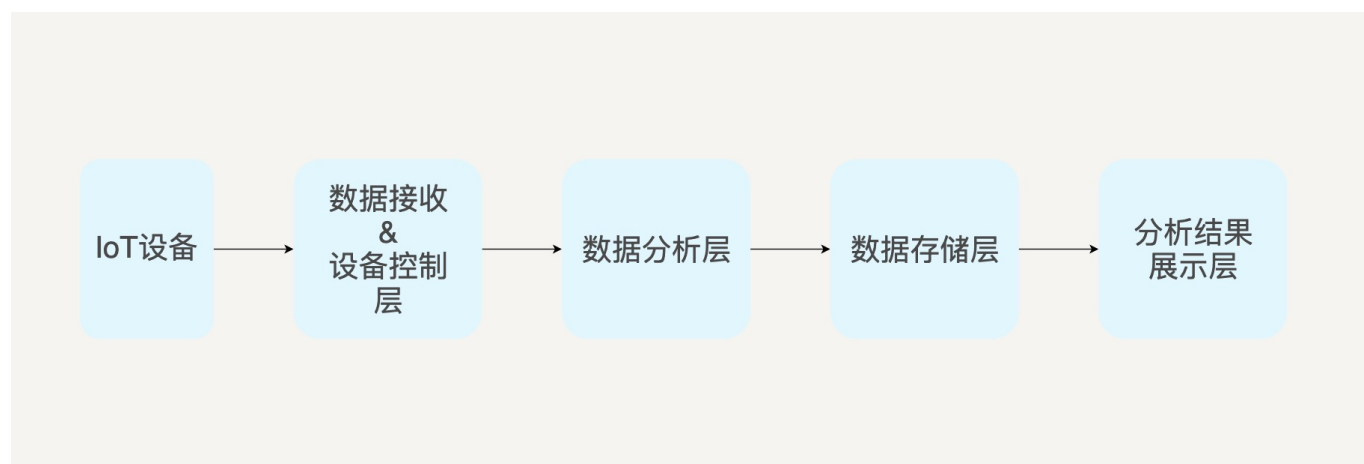 IoT设备
数据接收
&
设备控制
层
数据分析层
数据存储层
分析结果
展示层